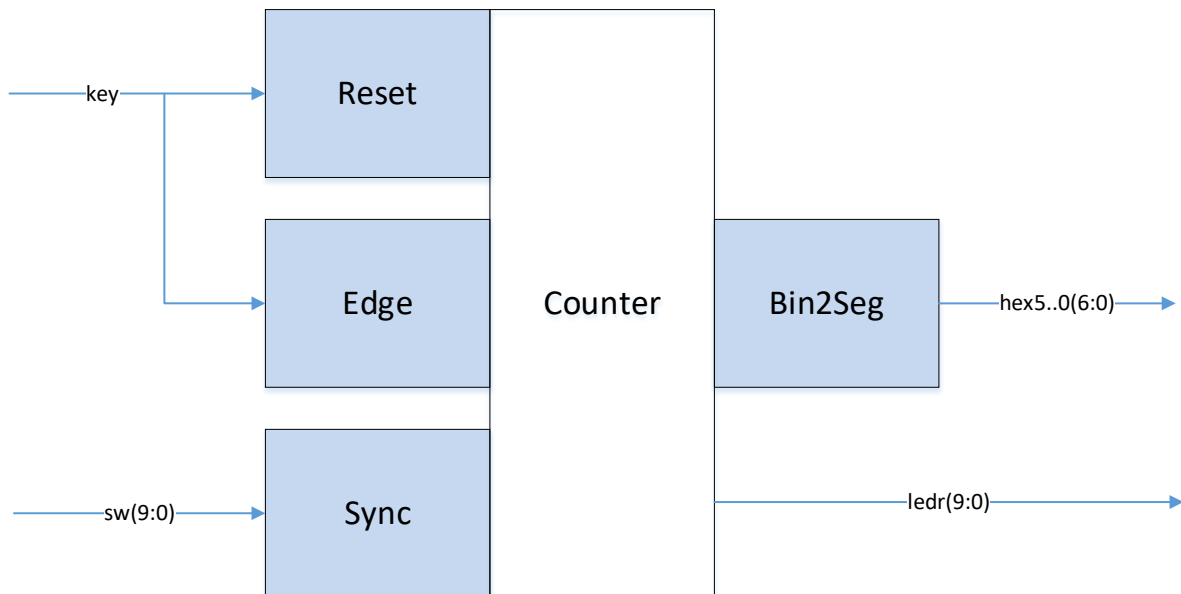 key
Reset
Edge
Counter
Bin2Seg
hex5..0(6:0)
sw(9:0)
Sync
ledr(9:0)